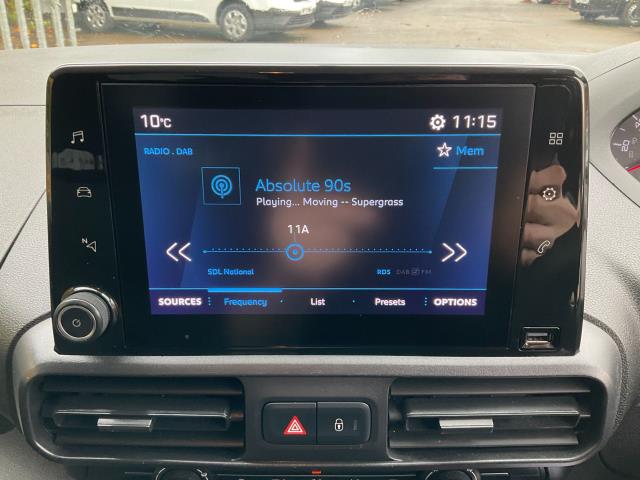 10°C
11:15
RADIO . DAB
Mem
Absolute 90s
Playing... Moving -- Supergrass
11A
SDL National
RDS DAB FM
SOURCES Frequency List Presets OPTIONS
N
20